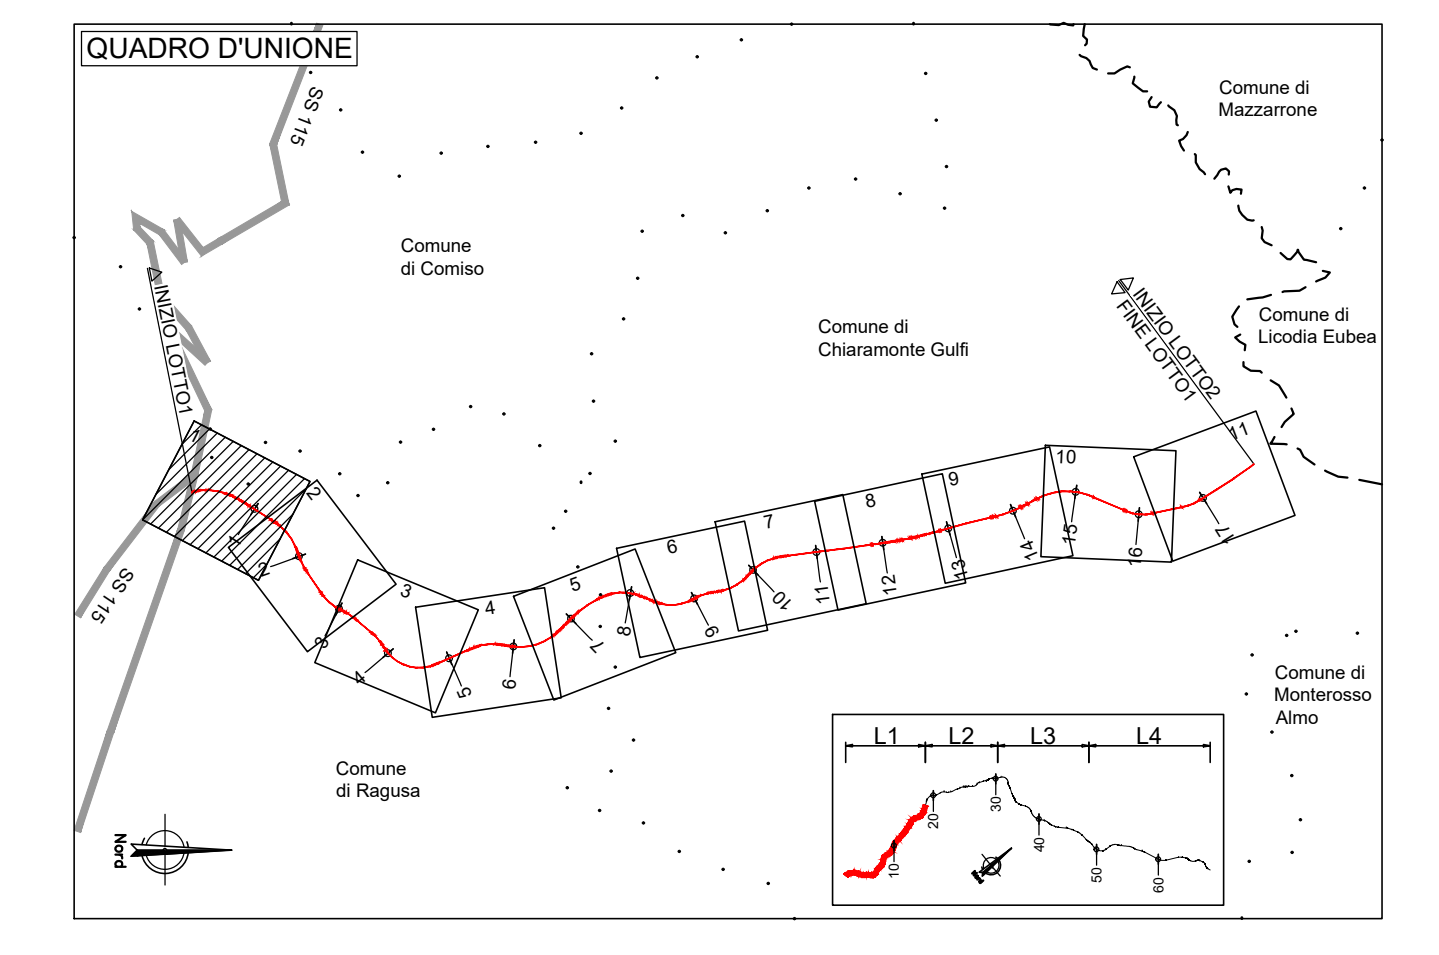 QUADRO D'UNIONE
SS 115
Comune di
Mazzarrone
Comune
di Comiso
INIZIO LOTTO1
Comune di
Chiaramonte Gulfi
INIZIO LOTTO2
FINE LOTTO1
Comune di
Licodia Eubea
1
2
3
4
5
6
7
8
9
10
11
1
2
3
4
5
6
7
8
9
10
11
12
13
14
15
16
17
SS 115
Comune di
Monterosso
Almo
Comune
di Ragusa
Nord
L1 L2 L3 L4
10
20
30
40
50
60